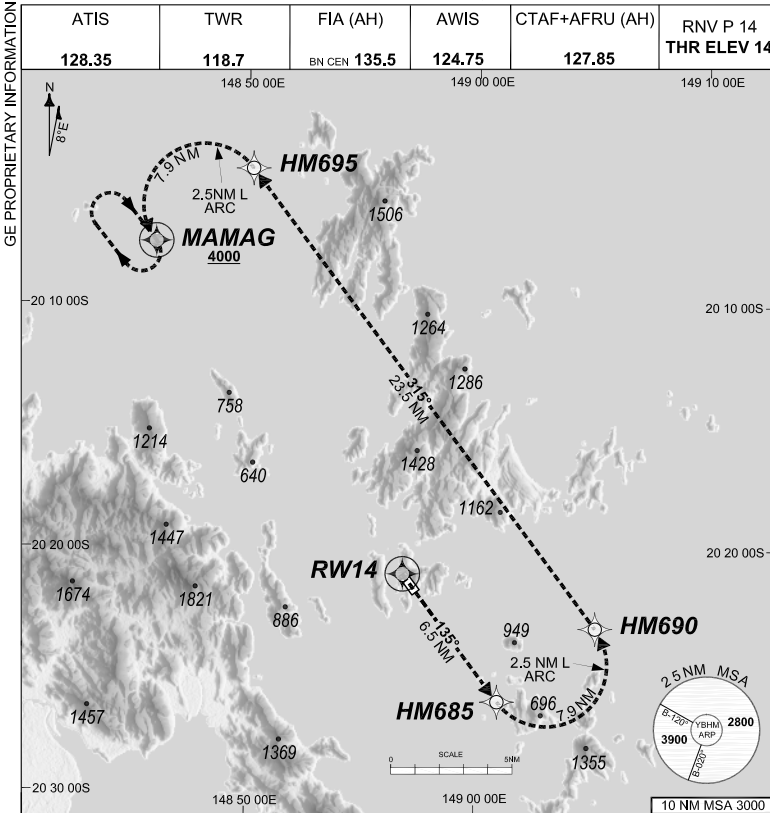 GE PROPRIETARY INFORMATION
ATIS
128.35
TWR
118.7
FIA (AH)
BN CEN 135.5
AWIS
124.75
CTAF+AFRU (AH)
127.85
RNV P 14
THR ELEV 14
148 50 00E
149 00 00E
149 10 00E
N
8°E
7.9 NM
HM695
2.5NM L
ARC
1506
MAMAG
4000
20 10 00S
20 10 00S
1264
1286
315°
23.5 NM
758
1214
640
1428
1162
1447
20 20 00S
20 20 00S
RW14
1674
1821
886
135°
6.5 NM
949
HM690
2.5 NM L
ARC
HM685
696
7.9 NM
25NM MSA
B-120°
YBHM
ARP
2800
3900
B-020°
1457
1369
1355
SCALE
0
5NM
20 30 00S
148 50 00E
149 00 00E
10 NM MSA 3000